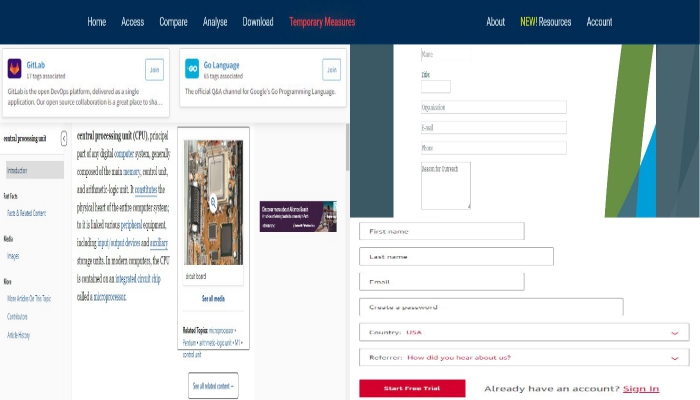 Home Access Compare Analyse Download Temporary Measures About NEW! Resources Account
GitLab
17 tags associated
Join
GitLab is the open DevOps platform, delivered as a single
application. Our open source collaboration is a great place to sha...
Go Language
65 tags associated
Join
The official Q&A channel for Google's Go Programming Language.
central processing unit
Introduction
Fast Facts
Facts & Related Content
Media
Images
More
More Articles On This Topic
Contributors
Article History
central processing unit (CPU), principal
part of any digital computer system, generally
composed of the main memory, control unit,
and arithmetic-logic unit. It constitutes the
physical heart of the entire computer system;
to it is linked various peripheral equipment,
including input/output devices and auxiliary
storage units. In modern computers, the CPU
is contained on an integrated circuit chip
called a microprocessor.
circuit board
See all media
Related Topics: microprocessor •
Pentium • arithmetic-logic unit • M1 •
control unit
See all related content →
Name
Title
Organization
E-mail
Phone
Reason for Outreach
First name
Last name
Email
Create a password
Country: USA
Referrer: How did you hear about us?
Start Free Trial
Already have an account? Sign In